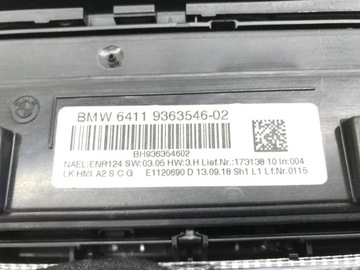 BMW 6411 9363546-02
BH936354602
NAEL:ENR124 SW:03.05 HW:3.H Lief.Nr.:173138 10 In:004
LK HMI A2 S C G E1120690 D 13.09.18 Sh1 L1 Lf.Nr.0115